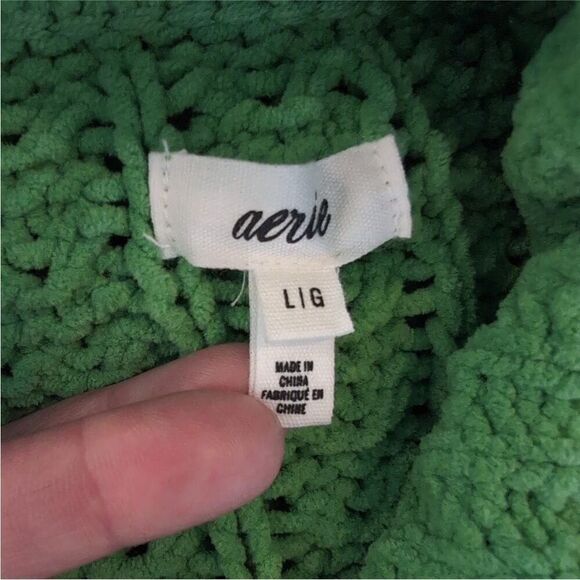 aerie
L|G
MADE IN
CHINA
FABRIQUÉ EN
CHINE